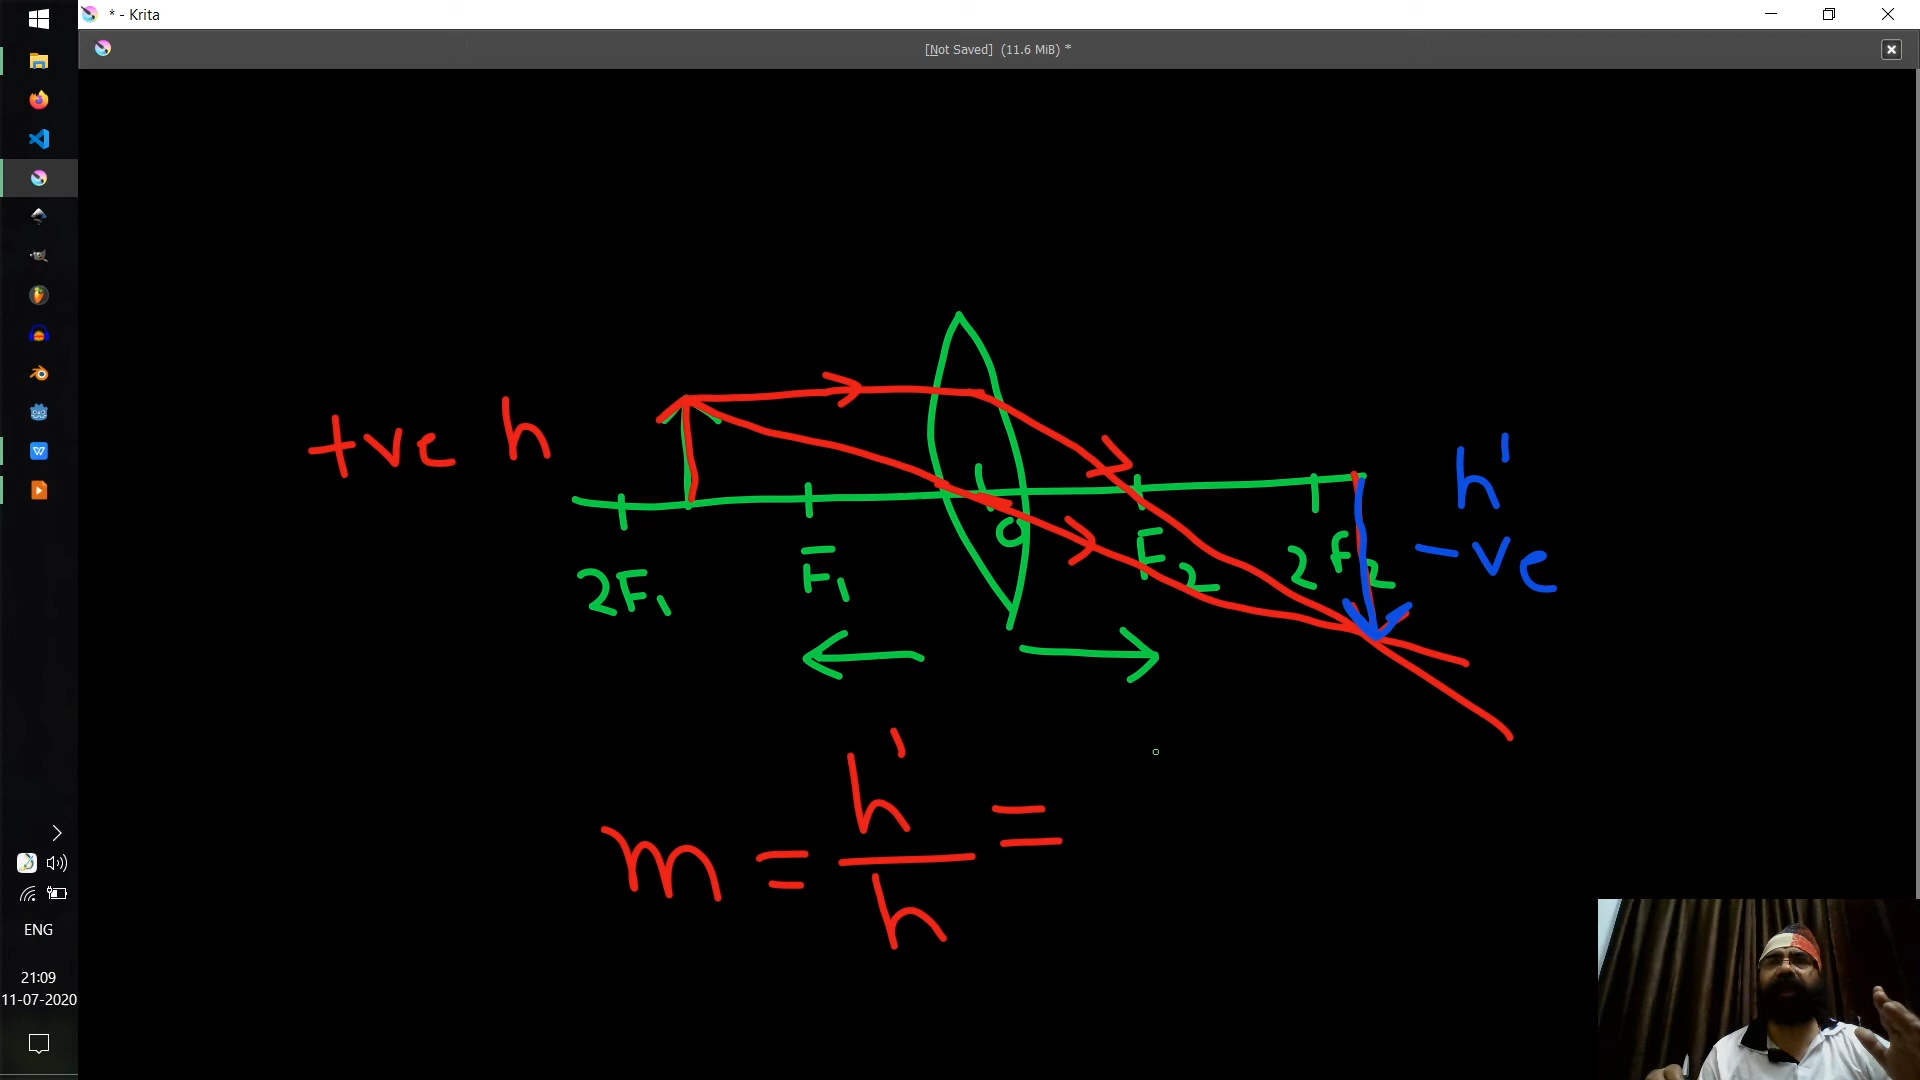 * - Krita
[Not Saved] (11.6 MiB) *
+ve h
h'
-ve
O
2F₁
F₁
F₂
2F₂
m = h'/h =
ENG
21:09
11-07-2020